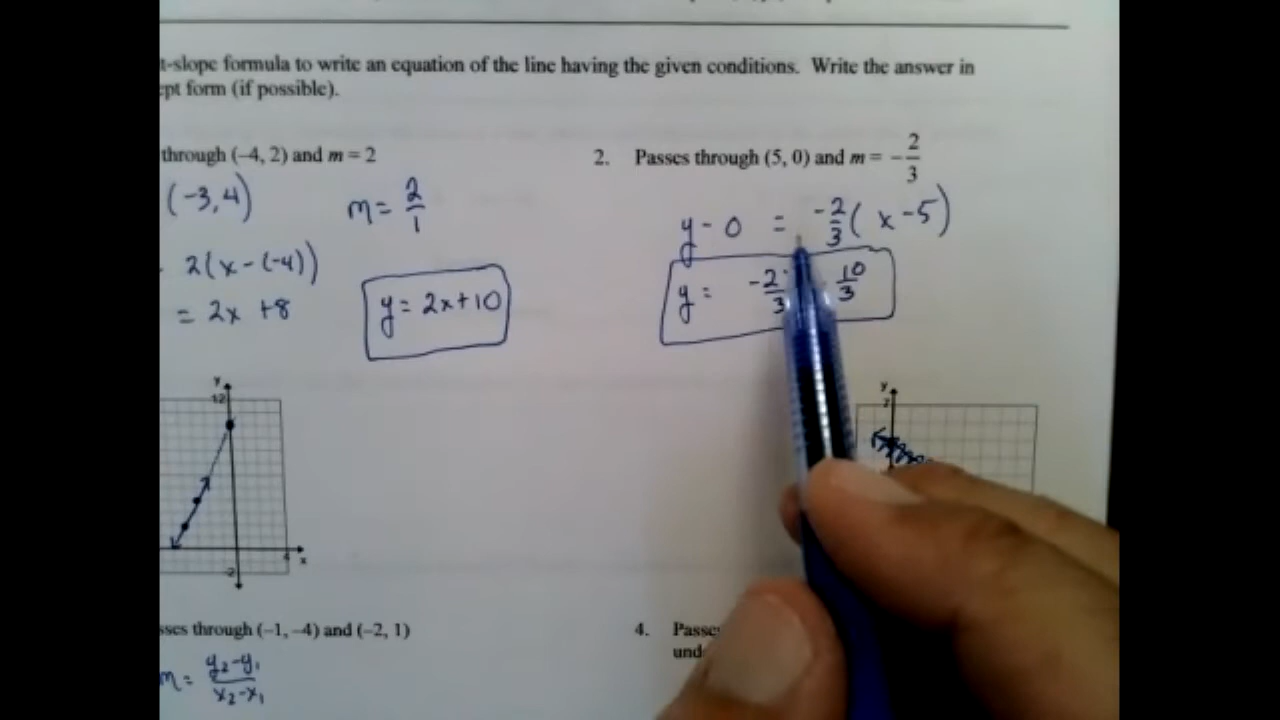 t-slope formula to write an equation of the line having the given conditions. Write the answer in
ept form (if possible).
through (–4, 2) and m = 2
(-3, 4)
m = 2/1
2(x - (-4))
= 2x +8
y = 2x + 10
2. Passes through (5, 0) and m = – 2/3
y - 0 = -2/3 ( x - 5)
y = -2/3 10/3
y
12
x
4
-2
y
2
sses through (–1, –4) and (–2, 1)
m = y2 - y1 / x2 - x1
4. Passe
und